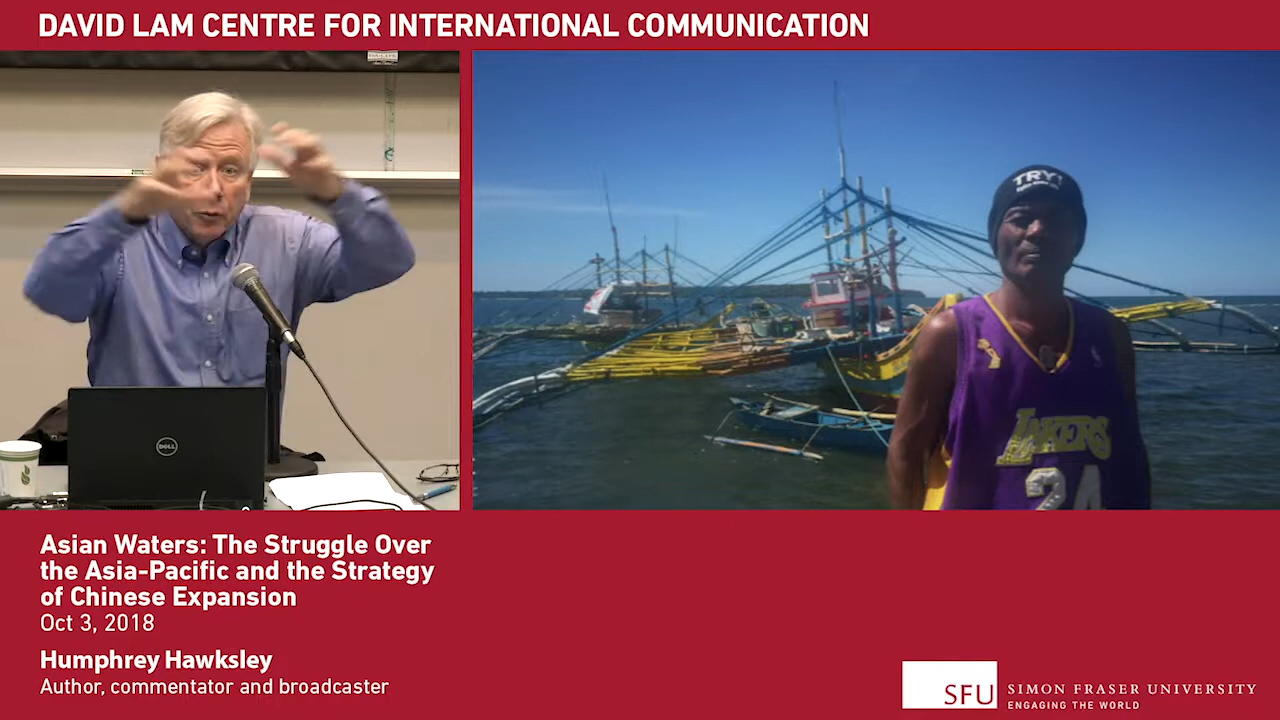 DAVID LAM CENTRE FOR INTERNATIONAL COMMUNICATION
DELL
TRY!
LAKERS
24
Asian Waters: The Struggle Over
the Asia-Pacific and the Strategy
of Chinese Expansion
Oct 3, 2018
Humphrey Hawksley
Author, commentator and broadcaster
SFU
SIMON FRASER UNIVERSITY
ENGAGING THE WORLD